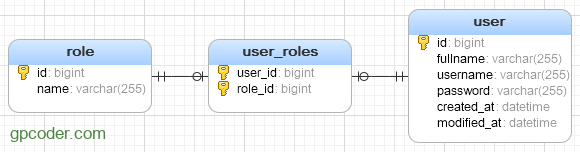 role
id: bigint
name: varchar(255)
user_roles
user_id: bigint
role_id: bigint
user
id: bigint
fullname: varchar(255)
username: varchar(255)
password: varchar(255)
created_at: datetime
modified_at: datetime
gpcoder.com